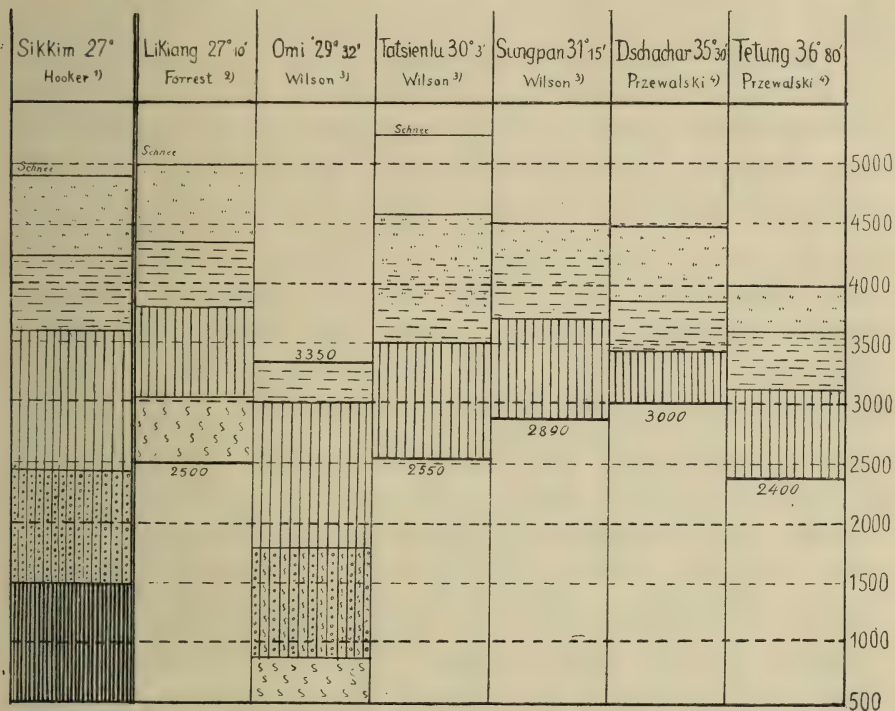 Sikkim 27°
Hooker 1)
LiKiang 27° 10'
Forrest 2)
Omi 29° 32'
Wilson 3)
Tatsienlu 30° 3'
Wilson 3)
Sungpan 31° 15'
Wilson 3)
Dschachar 35° 30'
Przewalski 4)
Tetung 36° 80'
Przewalski 4)
Schnee
Schnee
Schnee
5000
4500
4000
3500
3350
3000
3000
2890
2500
2500
2550
2400
2000
1500
1000
500